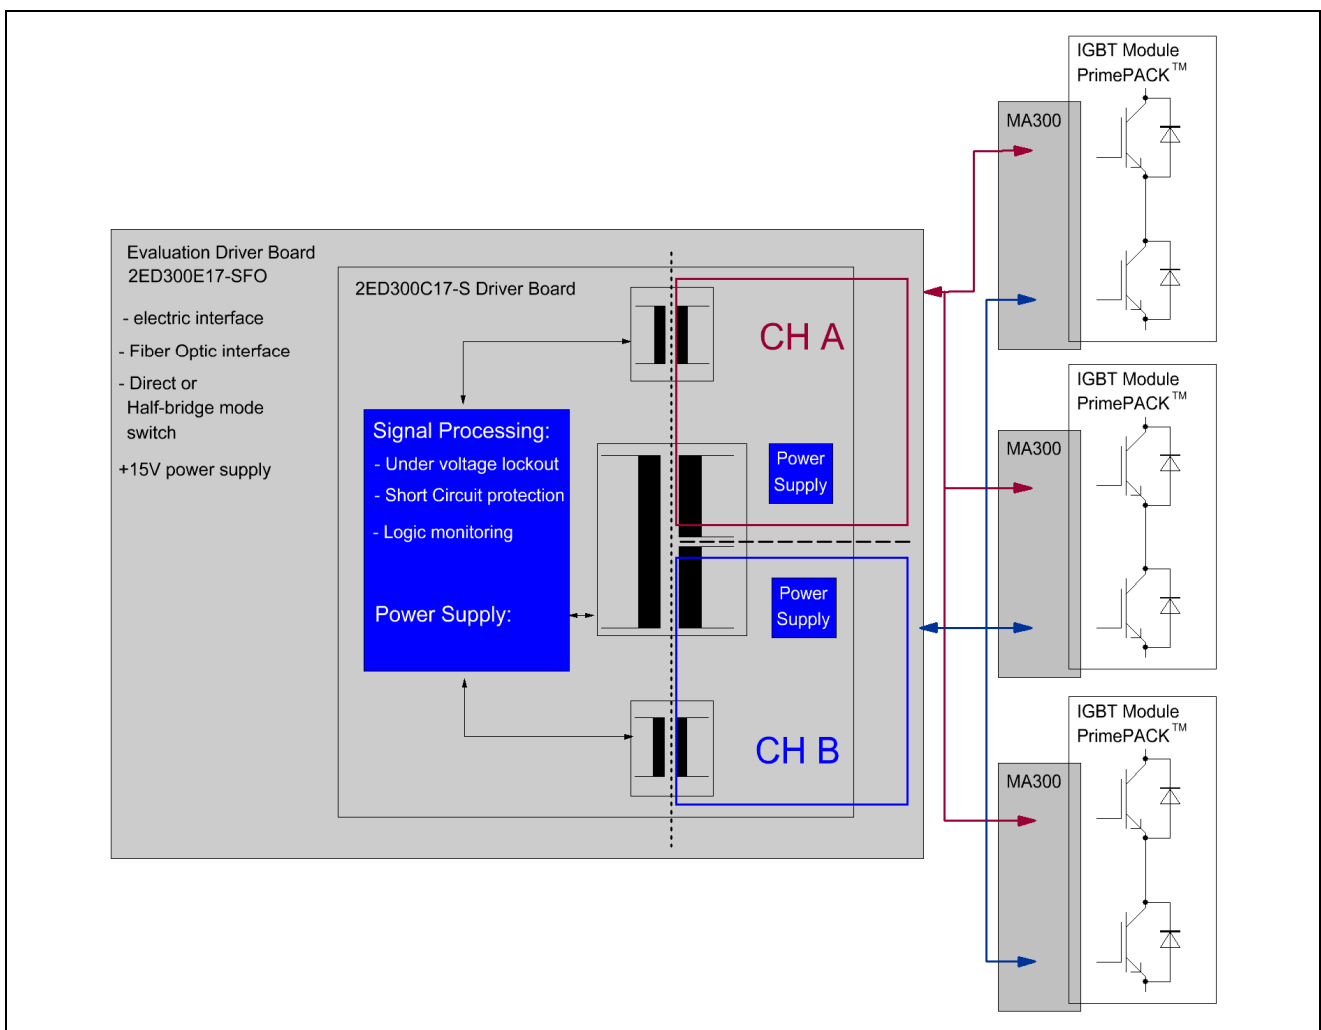 Evaluation Driver Board
2ED300E17-SFO
- electric interface
- Fiber Optic interface
- Direct or
Half-bridge mode
switch
+15V power supply
2ED300C17-S Driver Board
Signal Processing:
- Under voltage lockout
- Short Circuit protection
- Logic monitoring
Power Supply:
CH A
Power
Supply
Power
Supply
CH B
IGBT Module
PrimePACK™
MA300
IGBT Module
PrimePACK™
MA300
IGBT Module
PrimePACK™
MA300